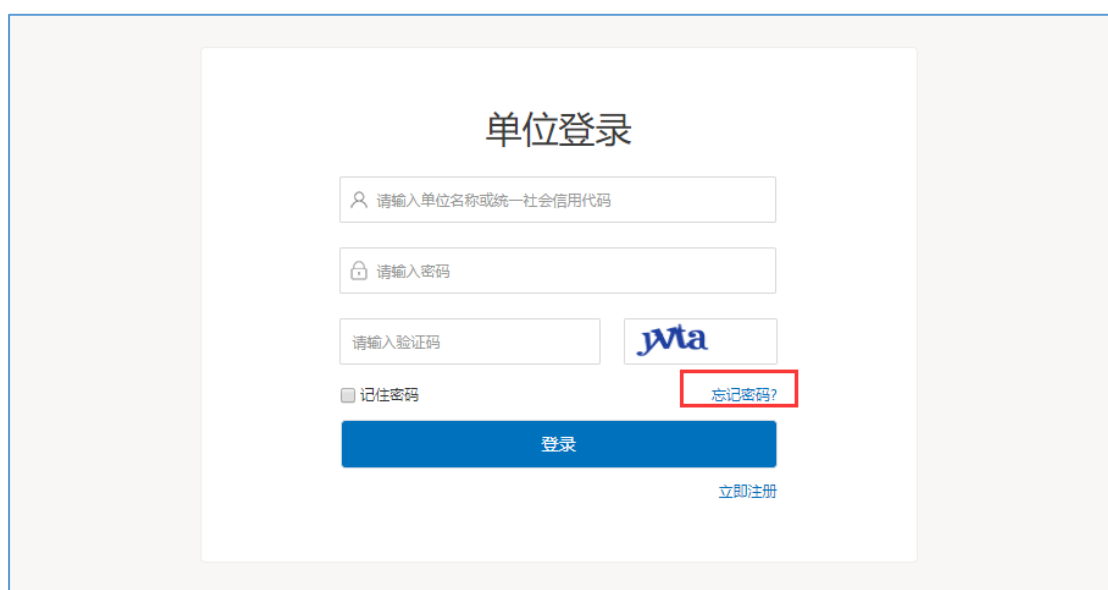 单位登录
请输入单位名称或统一社会信用代码
请输入密码
请输入验证码
yvta
记住密码
忘记密码?
登录
立即注册